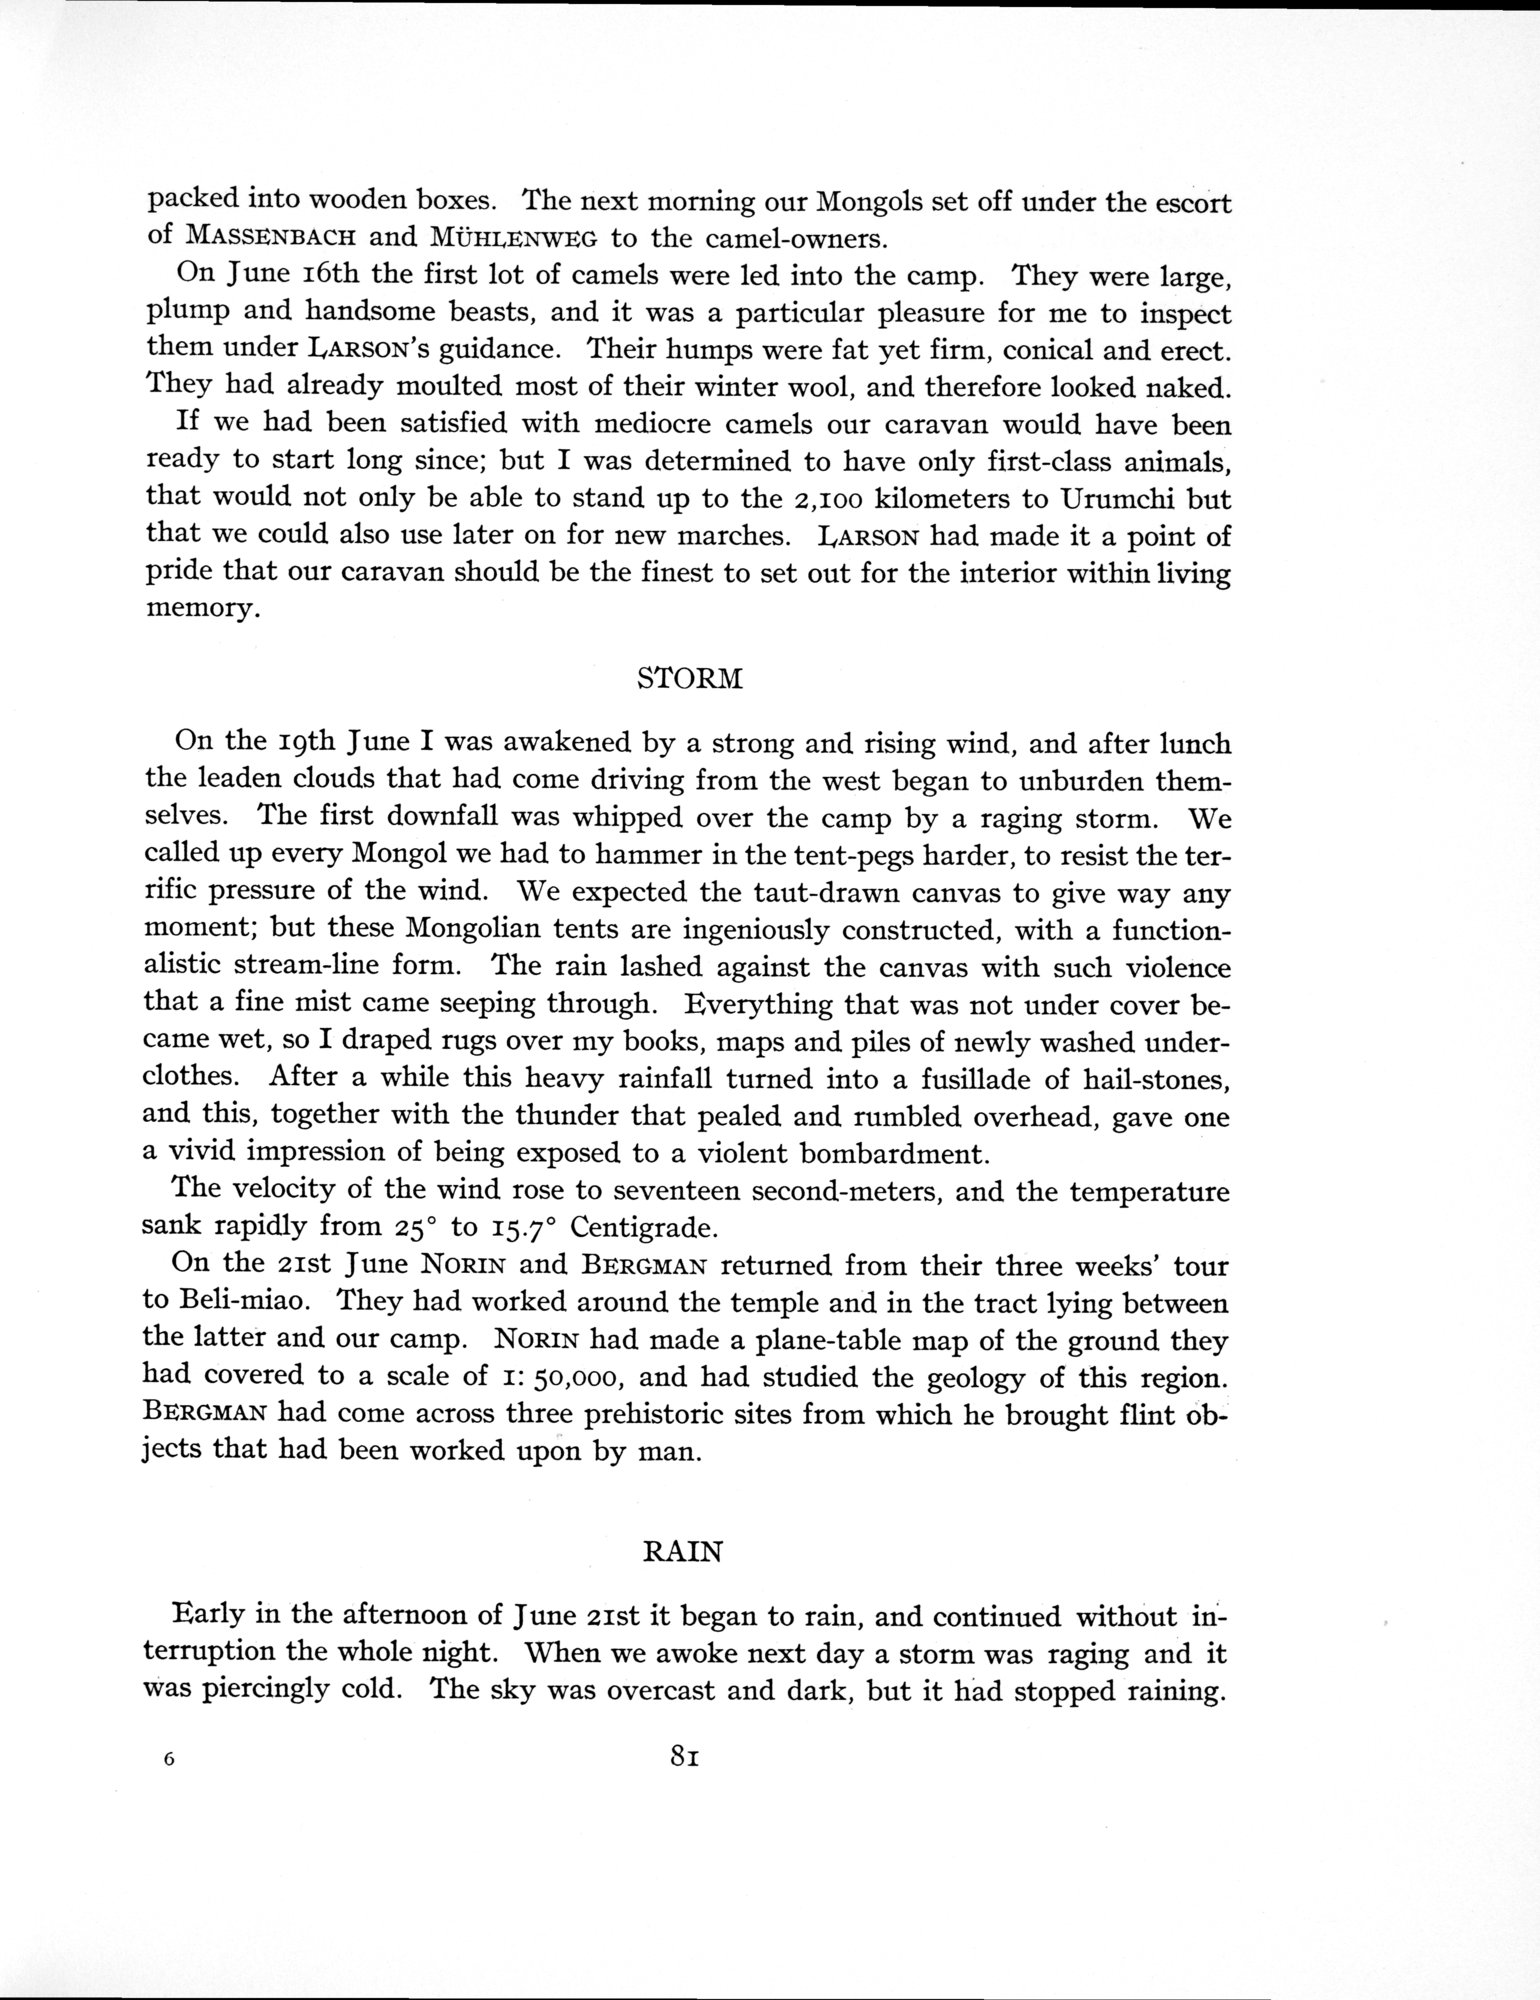 packed into wooden boxes. The next morning our Mongols set off under the escort
of MASSENBACH and MÜHLENWEG to the camel-owners.
On June 16th the first lot of camels were led into the camp. They were large,
plump and handsome beasts, and it was a particular pleasure for me to inspect
them under LARSON's guidance. Their humps were fat yet firm, conical and erect.
They had already moulted most of their winter wool, and therefore looked naked.
If we had been satisfied with mediocre camels our caravan would have been
ready to start long since; but I was determined to have only first-class animals,
that would not only be able to stand up to the 2,100 kilometers to Urumchi but
that we could also use later on for new marches. LARSON had made it a point of
pride that our caravan should be the finest to set out for the interior within living
memory.
STORM
On the 19th June I was awakened by a strong and rising wind, and after lunch
the leaden clouds that had come driving from the west began to unburden them-
selves. The first downfall was whipped over the camp by a raging storm. We
called up every Mongol we had to hammer in the tent-pegs harder, to resist the ter-
rific pressure of the wind. We expected the taut-drawn canvas to give way any
moment; but these Mongolian tents are ingeniously constructed, with a function-
alistic stream-line form. The rain lashed against the canvas with such violence
that a fine mist came seeping through. Everything that was not under cover be-
came wet, so I draped rugs over my books, maps and piles of newly washed under-
clothes. After a while this heavy rainfall turned into a fusillade of hail-stones,
and this, together with the thunder that pealed and rumbled overhead, gave one
a vivid impression of being exposed to a violent bombardment.
The velocity of the wind rose to seventeen second-meters, and the temperature
sank rapidly from 25° to 15.7° Centigrade.
On the 21st June NORIN and BERGMAN returned from their three weeks' tour
to Beli-miao. They had worked around the temple and in the tract lying between
the latter and our camp. NORIN had made a plane-table map of the ground they
had covered to a scale of 1: 50,000, and had studied the geology of this region.
BERGMAN had come across three prehistoric sites from which he brought flint ob-
jects that had been worked upon by man.
RAIN
Early in the afternoon of June 21st it began to rain, and continued without in-
terruption the whole night. When we awoke next day a storm was raging and it
was piercingly cold. The sky was overcast and dark, but it had stopped raining.
6
81